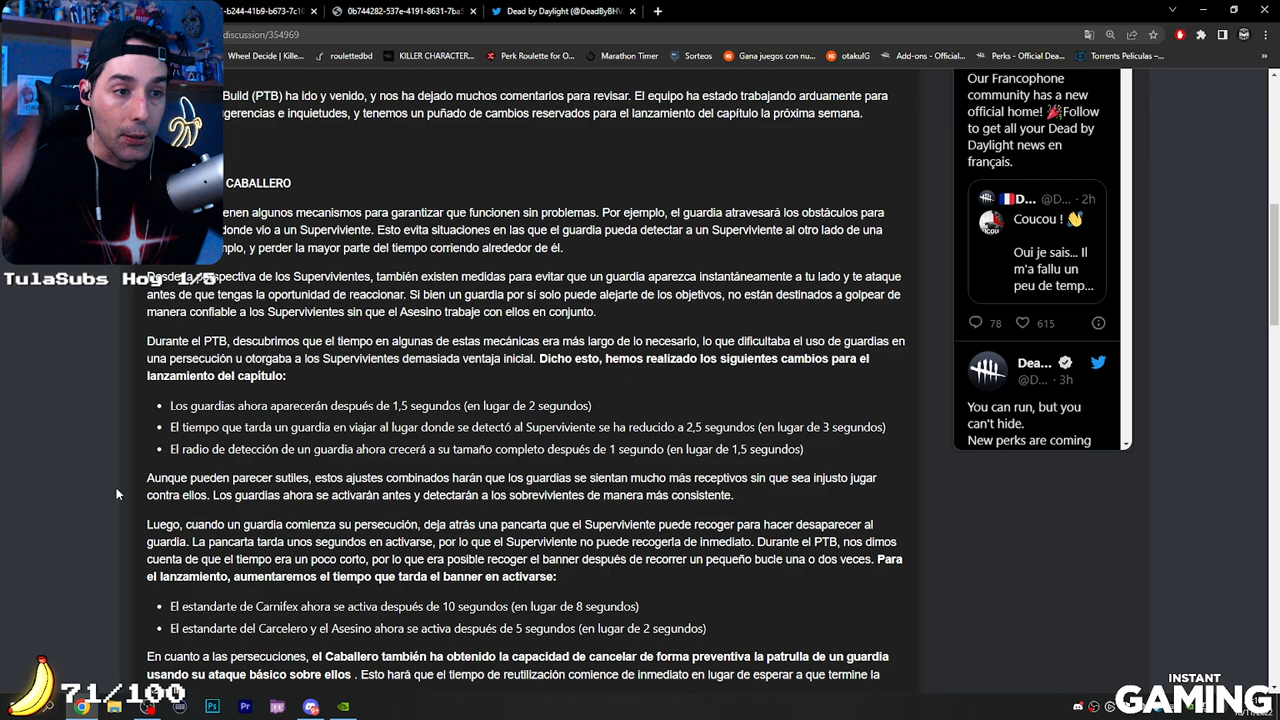 -b244-41b9-b673-7c1
0b744282-537e-4191-8631-7ba5
Dead by Daylight (@DeadByBHV
discussion/354969
Wheel Decide | Kille...
roulettedbd
KILLER CHARACTER...
Perk Roulette for O...
Marathon Timer
Sorteos
Gana juegos con nu...
otakulG
Add-ons - Official...
Perks - Official Dea...
Torrents Peliculas –...
Build (PTB) ha ido y venido, y nos ha dejado muchos comentarios para revisar. El equipo ha estado trabajando arduamente para
gerencias e inquietudes, y tenemos un puñado de cambios reservados para el lanzamiento del capítulo la próxima semana.
CABALLERO
enen algunos mecanismos para garantizar que funcionen sin problemas. Por ejemplo, el guardia atravesará los obstáculos para
donde vio a un Superviviente. Esto evita situaciones en las que el guardia pueda detectar a un Superviviente al otro lado de una
mplo, y perder la mayor parte del tiempo corriendo alrededor de él.
TulaSubs Hog 1/5
Desde la perspectiva de los Supervivientes, también existen medidas para evitar que un guardia aparezca instantáneamente a tu lado y te ataque
antes de que tengas la oportunidad de reaccionar. Si bien un guardia por sí solo puede alejarte de los objetivos, no están destinados a golpear de
manera confiable a los Supervivientes sin que el Asesino trabaje con ellos en conjunto.
Durante el PTB, descubrimos que el tiempo en algunas de estas mecánicas era más largo de lo necesario, lo que dificultaba el uso de guardias en
una persecución u otorgaba a los Supervivientes demasiada ventaja inicial. Dicho esto, hemos realizado los siguientes cambios para el
lanzamiento del capítulo:
• Los guardias ahora aparecerán después de 1,5 segundos (en lugar de 2 segundos)
• El tiempo que tarda un guardia en viajar al lugar donde se detectó al Superviviente se ha reducido a 2,5 segundos (en lugar de 3 segundos)
• El radio de detección de un guardia ahora crecerá a su tamaño completo después de 1 segundo (en lugar de 1,5 segundos)
Aunque pueden parecer sutiles, estos ajustes combinados harán que los guardias se sientan mucho más receptivos sin que sea injusto jugar
contra ellos. Los guardias ahora se activarán antes y detectarán a los sobrevivientes de manera más consistente.
Luego, cuando un guardia comienza su persecución, deja atrás una pancarta que el Superviviente puede recoger para hacer desaparecer al
guardia. La pancarta tarda unos segundos en activarse, por lo que el Superviviente no puede recogerla de inmediato. Durante el PTB, nos dimos
cuenta de que el tiempo era un poco corto, por lo que era posible recoger el banner después de recorrer un pequeño bucle una o dos veces. Para
el lanzamiento, aumentaremos el tiempo que tarda el banner en activarse:
• El estandarte de Carnifex ahora se activa después de 10 segundos (en lugar de 8 segundos)
• El estandarte del Carcelero y el Asesino ahora se activa después de 5 segundos (en lugar de 2 segundos)
En cuanto a las persecuciones, el Caballero también ha obtenido la capacidad de cancelar de forma preventiva la patrulla de un guardia
usando su ataque básico sobre ellos . Esto hará que el tiempo de reutilización comience de inmediato en lugar de esperar a que termine la
Our Francophone
community has a new
official home! 🎉Follow
to get all your Dead by
Daylight news en
français.
🇫🇷D... @D... · 2h
Coucou ! 👋
Oui je sais... Il
m'a fallu un
peu de temp...
78 615
Dea...
@D... · 3h
You can run, but you
can't hide.
New perks are coming
71/100
INSTANT
GAMING